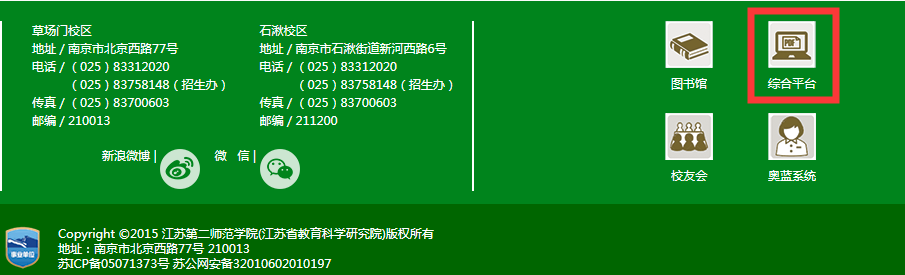 草场门校区
地址 / 南京市北京西路77号
电话 / （025）83312020
（025）83758148（招生办）
传真 / （025）83700603
邮编 / 210013
石湫校区
地址 / 南京市石湫街道新河西路6号
电话 / （025）83312020
（025）83758148（招生办）
传真 / （025）83700603
邮编 / 211200
新浪微博 | 微 信 |
PDF
图书馆 综合平台
校友会 奥蓝系统
事业单位
Copyright ©2015 江苏第二师范学院(江苏省教育科学研究院)版权所有
地址：南京市北京西路77号 210013
苏ICP备05071373号 苏公网安备32010602010197